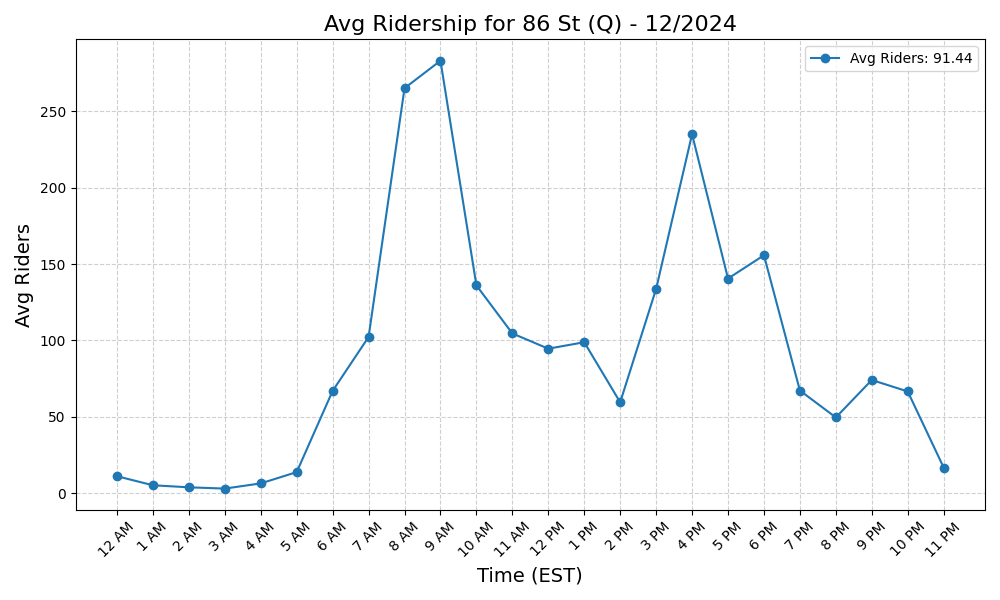 Avg Ridership for 86 St (Q) - 12/2024
Avg Riders: 91.44
Avg Riders
250
200
150
100
50
0
12 AM
1 AM
2 AM
3 AM
4 AM
5 AM
6 AM
7 AM
8 AM
9 AM
10 AM
11 AM
12 PM
1 PM
2 PM
3 PM
4 PM
5 PM
6 PM
7 PM
8 PM
9 PM
10 PM
11 PM
Time (EST)